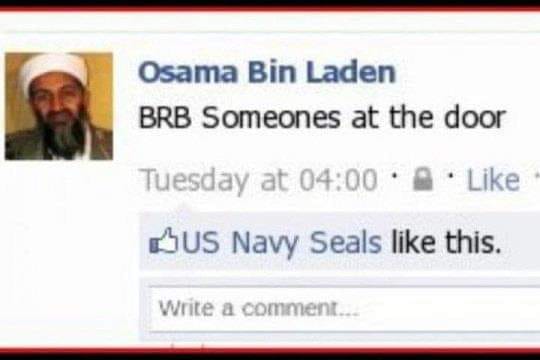 Osama Bin Laden
BRB Someones at the door
Tuesday at 04:00 · · Like ·
US Navy Seals like this.
Write a comment...